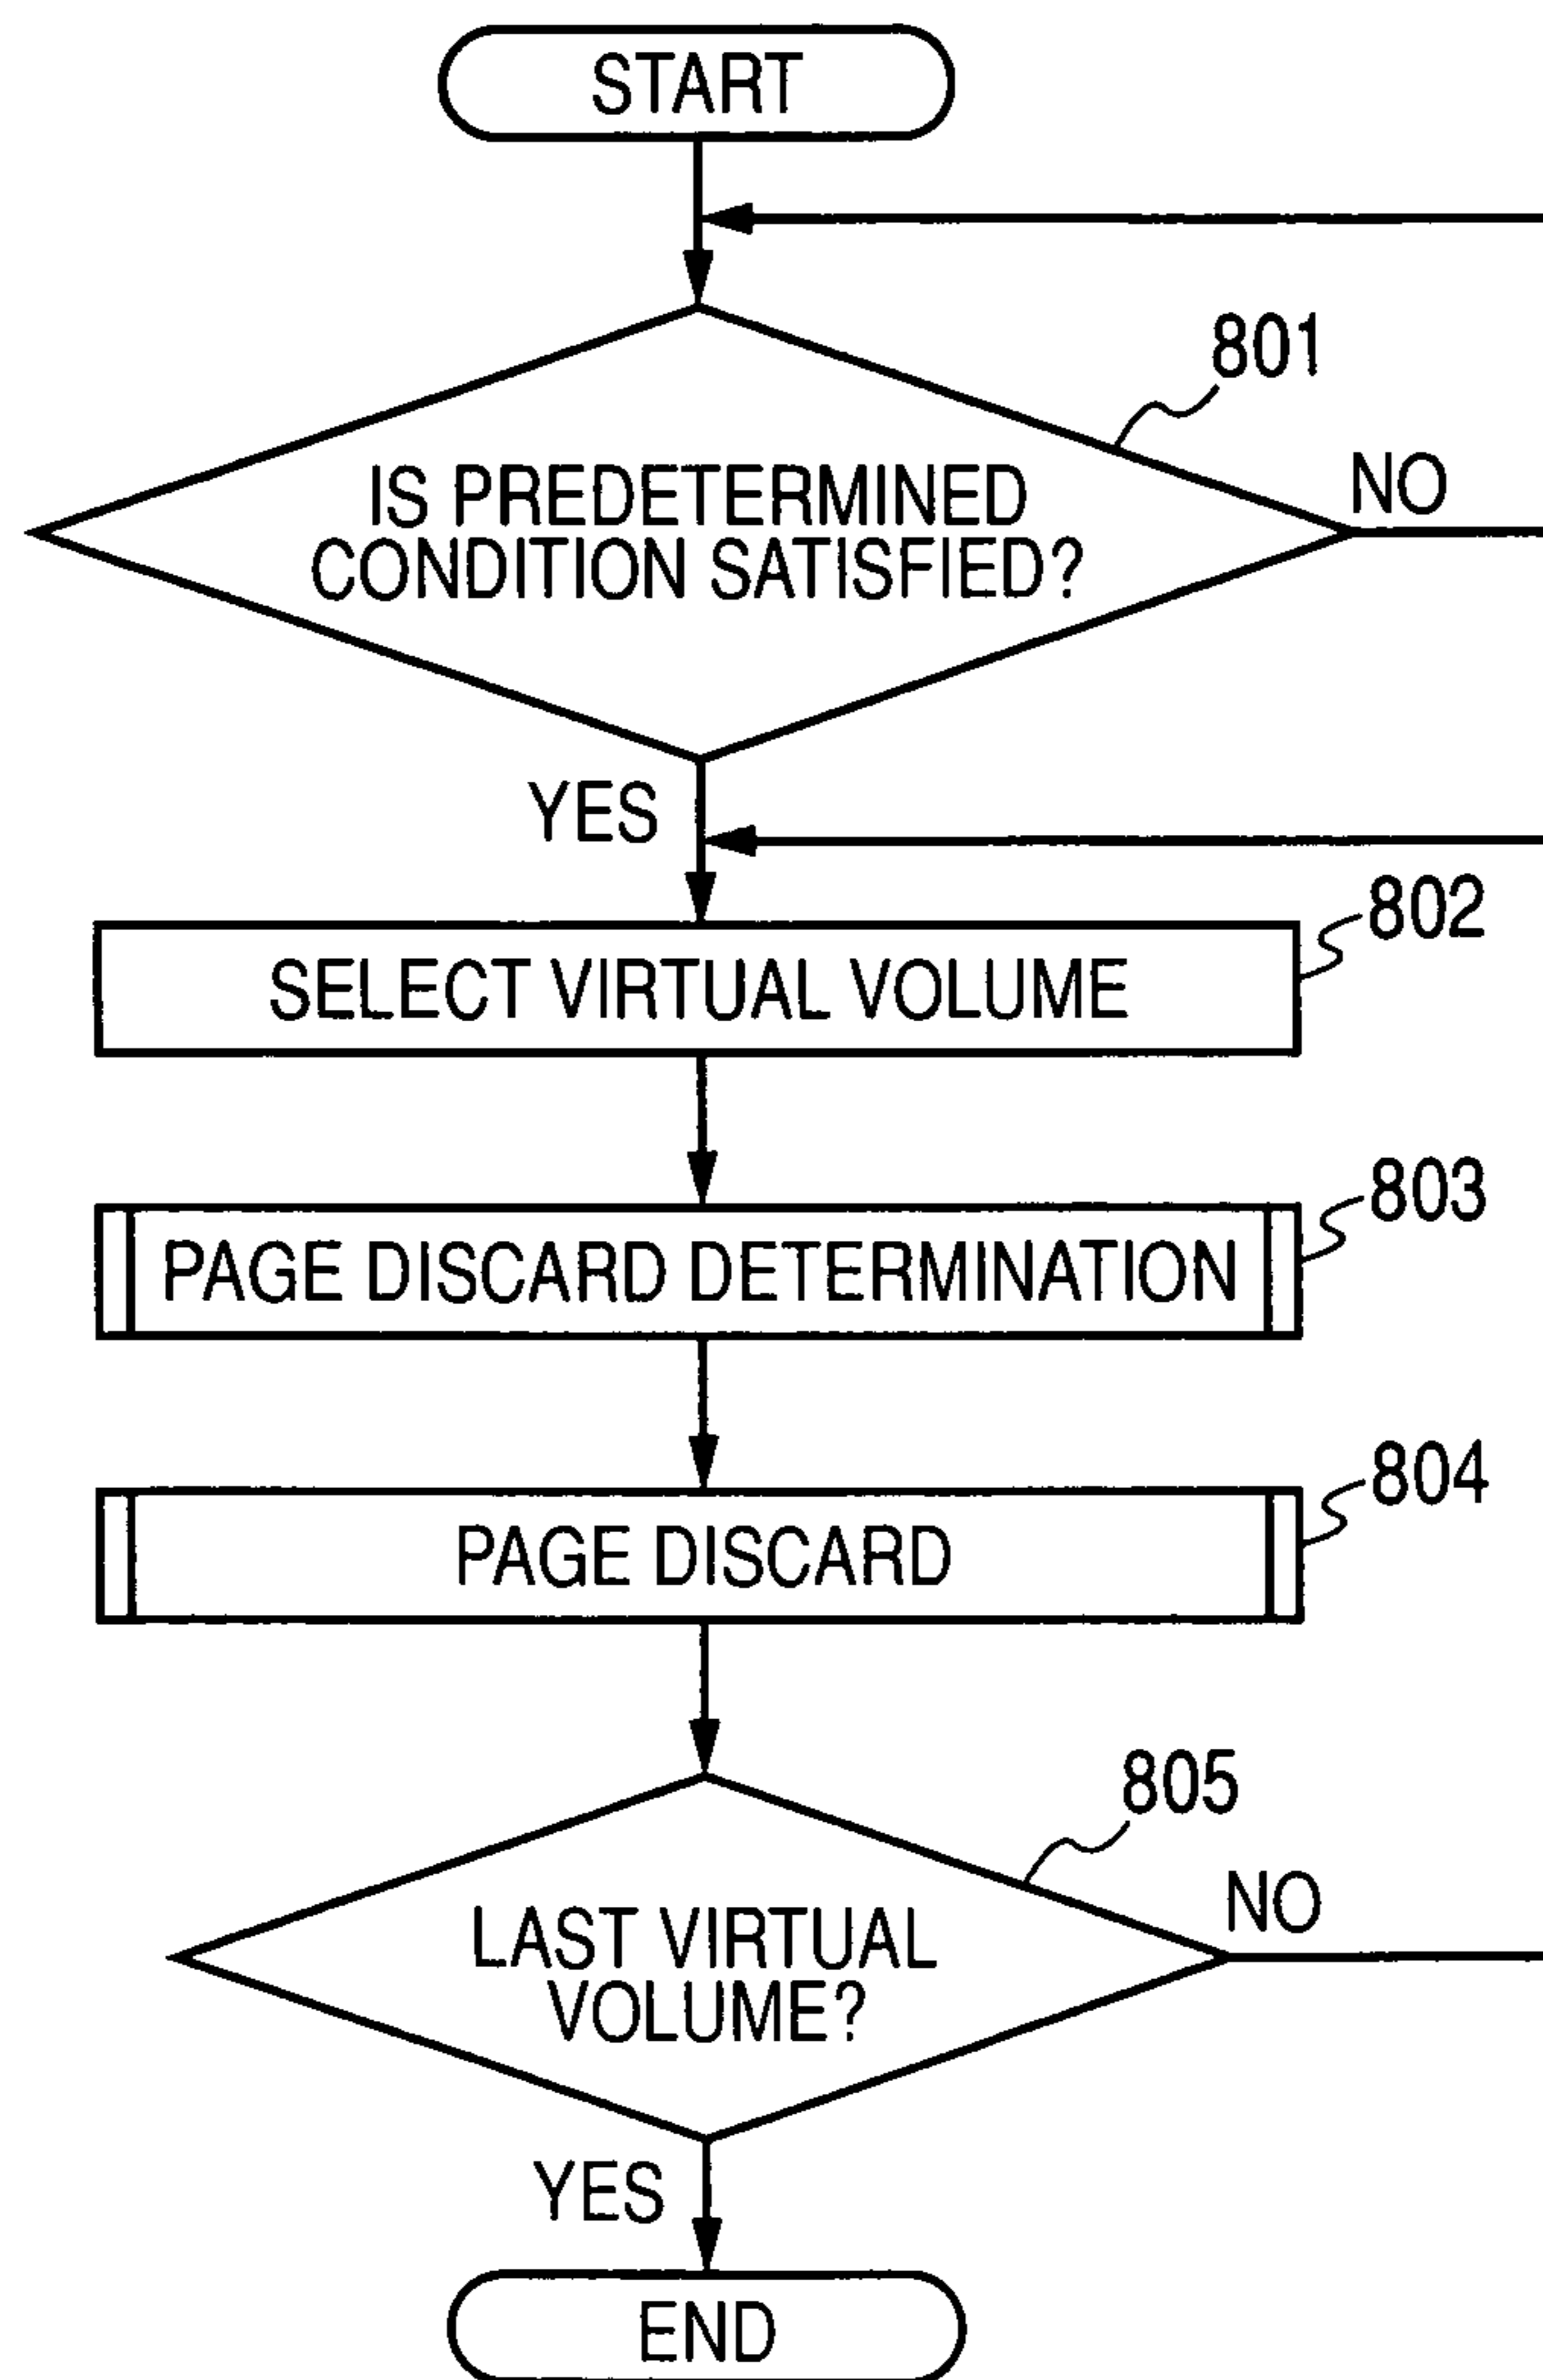 START
801
IS PREDETERMINED
CONDITION SATISFIED?
NO
YES
802
SELECT VIRTUAL VOLUME
803
PAGE DISCARD DETERMINATION
804
PAGE DISCARD
805
LAST VIRTUAL
VOLUME?
NO
YES
END